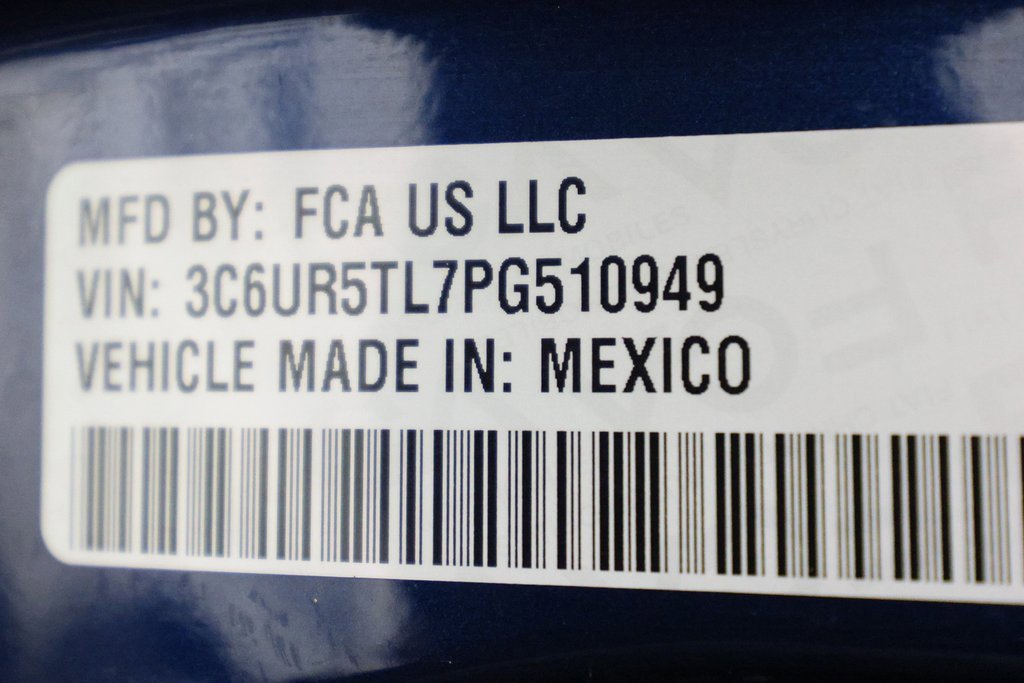 MFD BY: FCA US LLC
VIN: 3C6UR5TL7PG510949
VEHICLE MADE IN: MEXICO